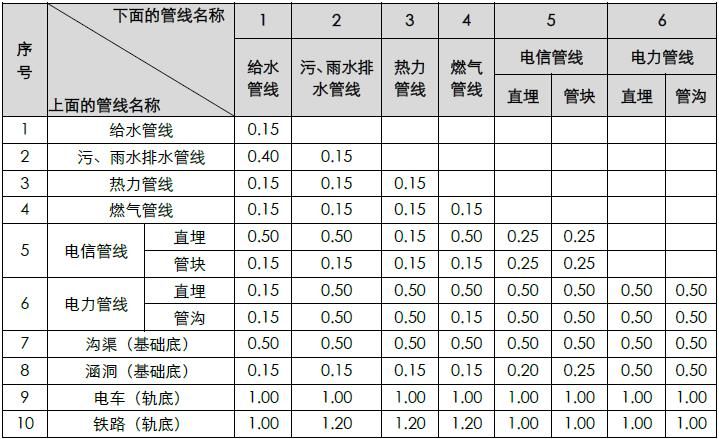 序号 下面的管线名称 1 2 3 4 5 6
上面的管线名称 给水管线 污、雨水排水管线 热力管线 燃气管线 电信管线 电力管线
直埋 管块 直埋 管沟
1 给水管线 0.15
2 污、雨水排水管线 0.40 0.15
3 热力管线 0.15 0.15 0.15
4 燃气管线 0.15 0.15 0.15 0.15
5 电信管线 直埋 0.50 0.50 0.15 0.50 0.25 0.25
管块 0.15 0.15 0.15 0.15 0.25 0.25
6 电力管线 直埋 0.15 0.50 0.50 0.50 0.50 0.50 0.50 0.50
管沟 0.15 0.50 0.50 0.15 0.50 0.50 0.50 0.50
7 沟渠（基础底） 0.50 0.50 0.50 0.50 0.50 0.50 0.50 0.50
8 涵洞（基础底） 0.15 0.15 0.15 0.15 0.20 0.25 0.50 0.50
9 电车（轨底） 1.00 1.00 1.00 1.00 1.00 1.00 1.00 1.00
10 铁路（轨底） 1.00 1.20 1.20 1.20 1.00 1.00 1.00 1.00